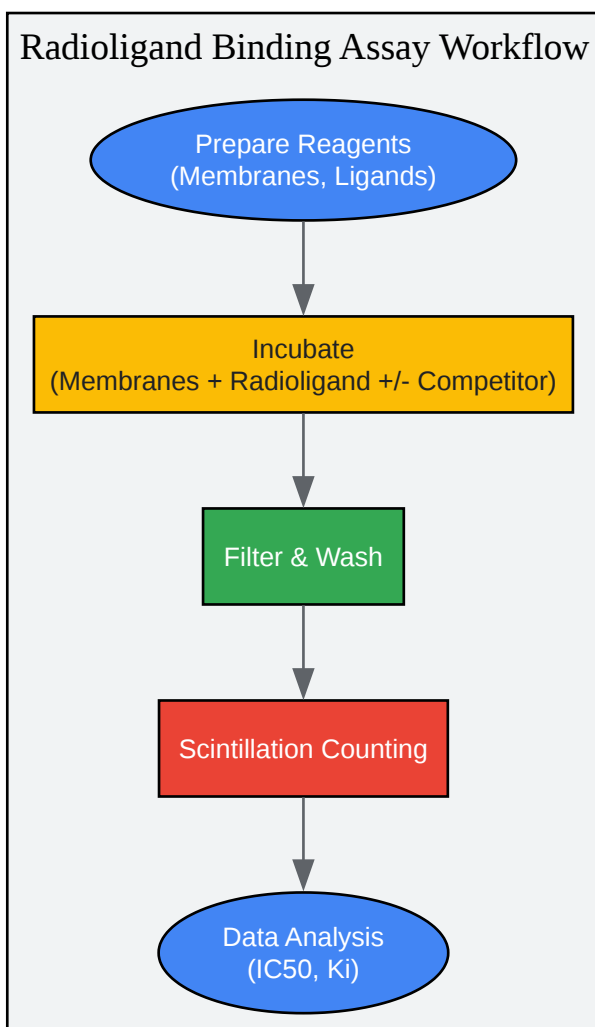 Radioligand Binding Assay Workflow
Prepare Reagents
(Membranes, Ligands)
Incubate
(Membranes + Radioligand +/- Competitor)
Filter & Wash
Scintillation Counting
Data Analysis
(IC50, Ki)